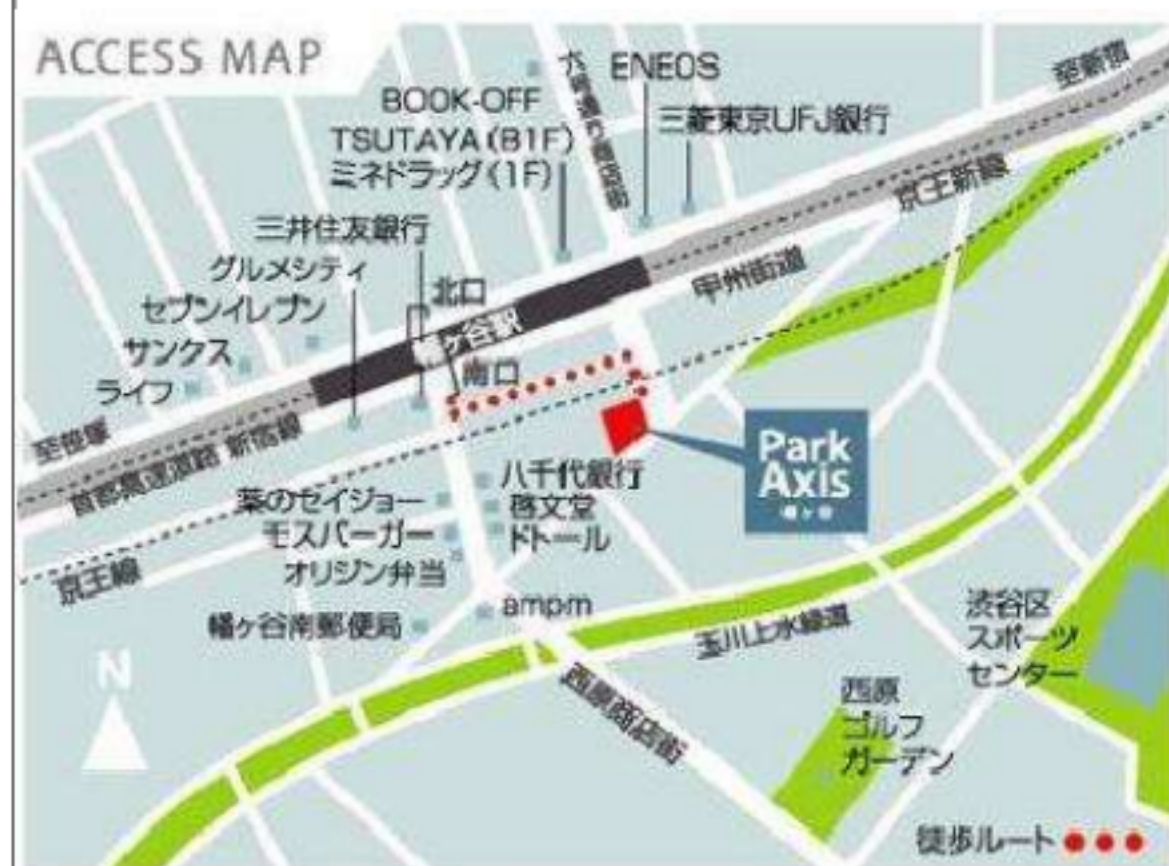 ACCESS MAP
ENEOS
至新宿
BOOK-OFF
TSUTAYA(B1F)
ミネドラッグ(1F)
三菱東京UFJ銀行
京王新線
三井住友銀行
グルメシティ
北口
甲州街道
セブンイレブン
幡ヶ谷駅
サンクス
南口
ライフ
至笹塚
首都高速道路 新宿線
Park
Axis
幡ヶ谷
八千代銀行
薬のセイジョー
啓文堂
モスバーガー
ドトール
オリジン弁当
京王線
ampm
幡ヶ谷南郵便局
玉川上水緑道
渋谷区
スポーツ
センター
N
西原商店街
西原
ゴルフ
ガーデン
徒歩ルート